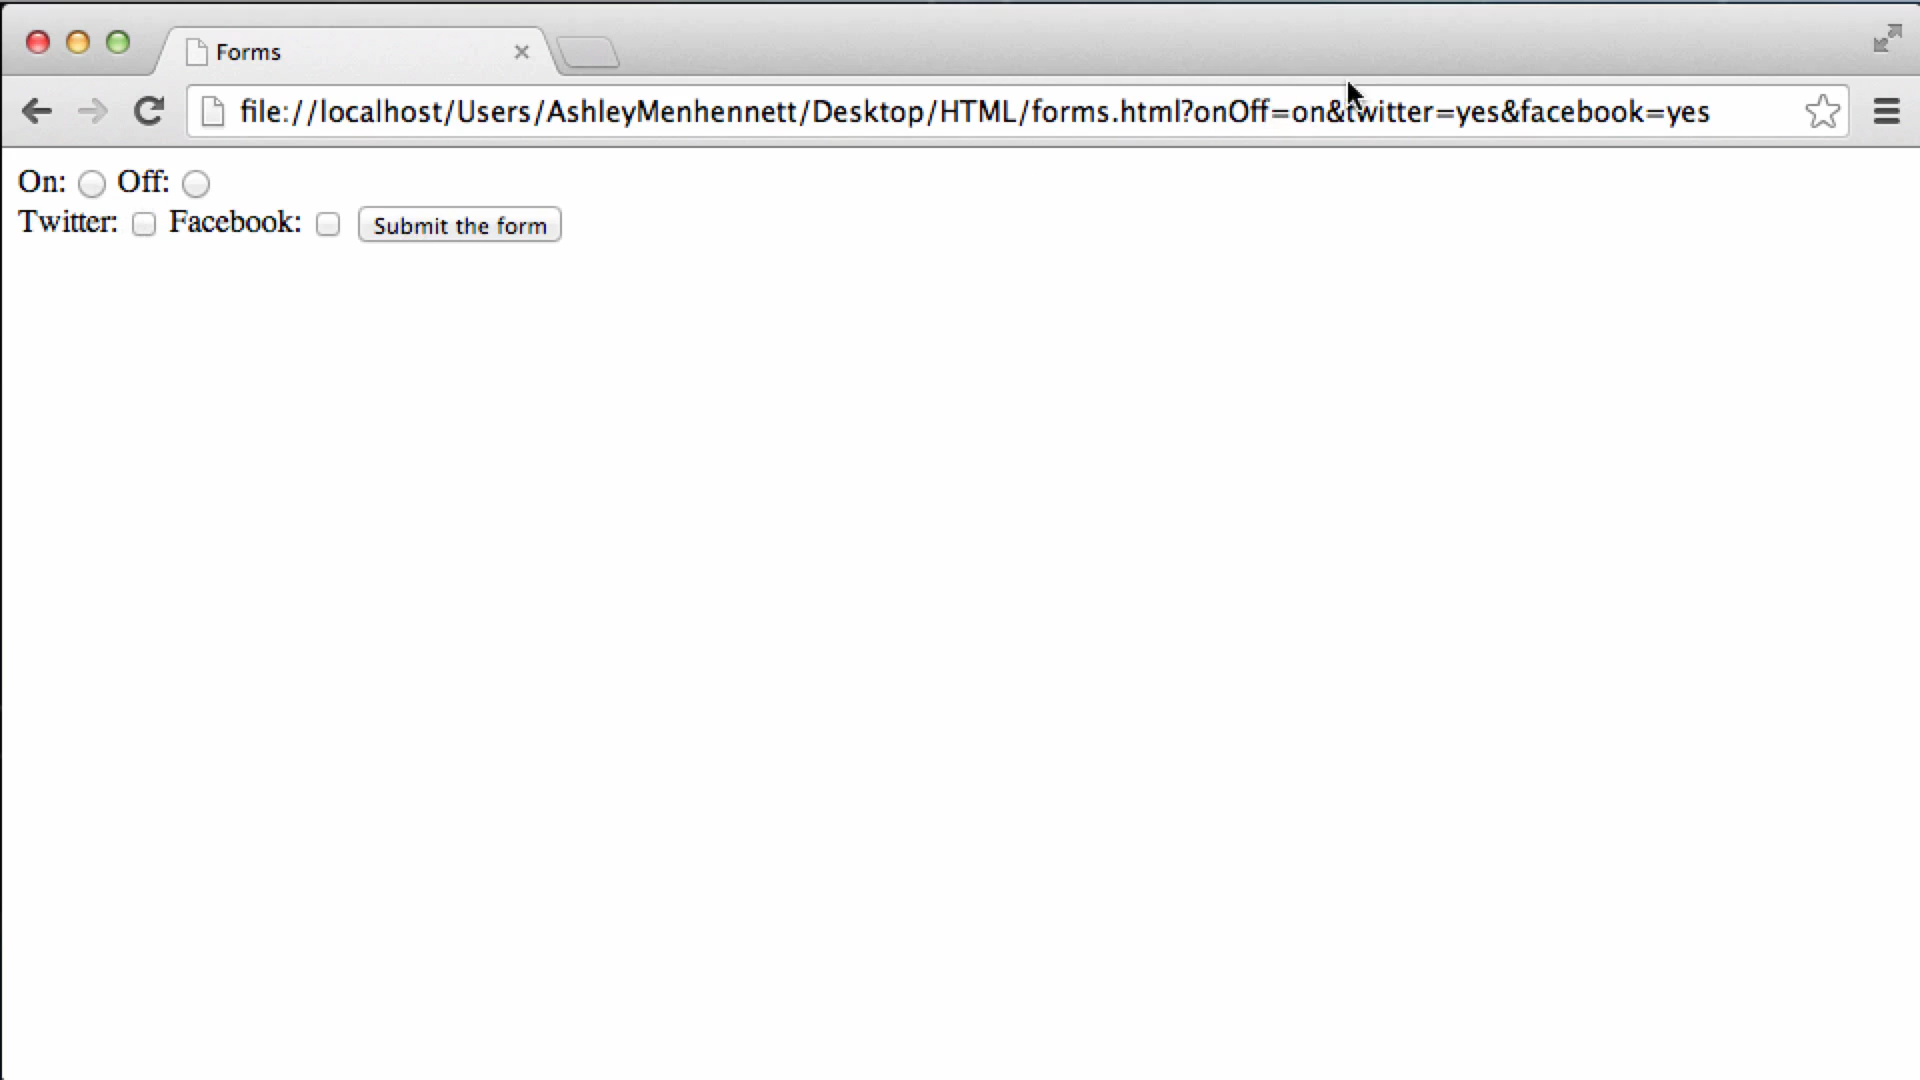 Forms
file://localhost/Users/AshleyMenhennett/Desktop/HTML/forms.html?onOff=on&twitter=yes&facebook=yes
On: Off:
Twitter: Facebook: Submit the form